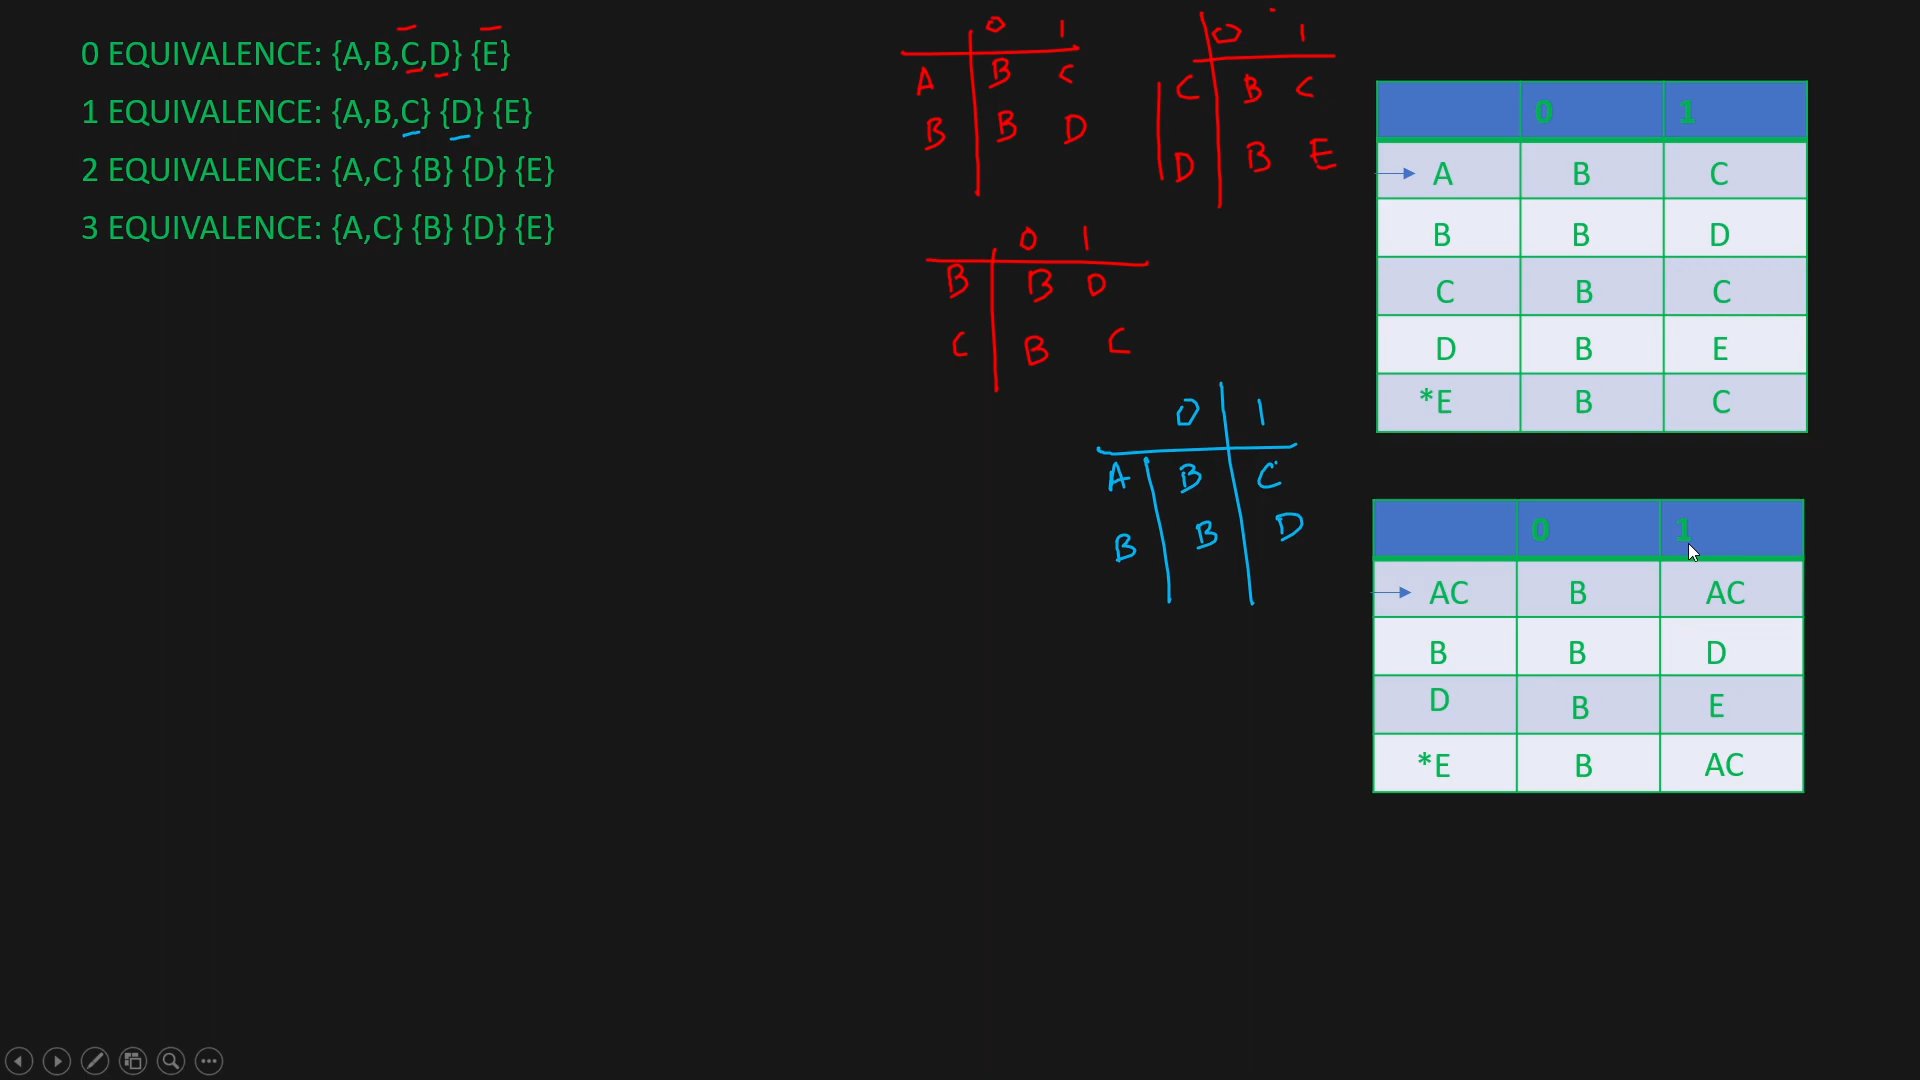 0 EQUIVALENCE: {A,B,C,D} {E}
1 EQUIVALENCE: {A,B,C} {D} {E}
2 EQUIVALENCE: {A,C} {B} {D} {E}
3 EQUIVALENCE: {A,C} {B} {D} {E}
0 1
A B C
B B D
0 1
C B C
D B E
0 1
B B D
C B C
0 1
A B C
B B D
0 1
A B C
B B D
C B C
D B E
*E B C
0 1
AC B AC
B B D
D B E
*E B AC